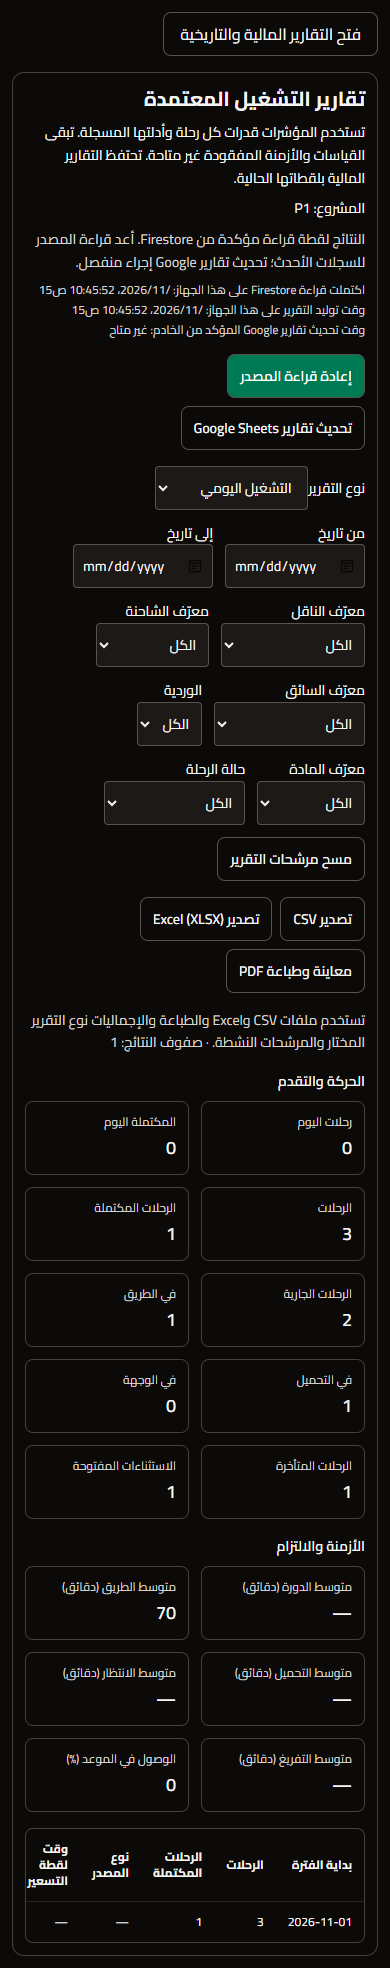 فتح التقارير المالية والتاريخية
تقارير التشغيل المعتمدة
تستخدم المؤشرات قدرات كل رحلة وأدلتها المسجلة. تبقى
القياسات والأزمنة المفقودة غير متاحة. تحتفظ التقارير
المالية بلقطاتها الحالية.
المشروع: P1
النتائج لقطة قراءة مؤكدة من Firestore. أعد قراءة المصدر
للسجلات الأحدث؛ تحديث تقارير Google إجراء منفصل.
اكتملت قراءة Firestore على هذا الجهاز: 2026/11/، 10:45:52 ص15
وقت توليد التقرير على هذا الجهاز: 2026/11/، 10:45:52 ص15
وقت تحديث تقارير Google المؤكد من الخادم: غير متاح
إعادة قراءة المصدر
تحديث تقارير Google Sheets
نوع التقرير التشغيل اليومي
من تاريخ إلى تاريخ
mm/dd/yyyy mm/dd/yyyy
معرّف الناقل معرّف الشاحنة
الكل الكل
معرّف السائق الوردية
الكل الكل
معرّف المادة حالة الرحلة
الكل الكل
مسح مرشحات التقرير
تصدير CSV تصدير Excel (XLSX)
معاينة وطباعة PDF
تستخدم ملفات CSV وExcel والطباعة والإجماليات نوع التقرير
المختار والمرشحات النشطة. · صفوف النتائج: 1
الحركة والتقدم
رحلات اليوم المكتملة اليوم
0 0
الرحلات الرحلات المكتملة
3 1
الرحلات الجارية في الطريق
2 1
في التحميل في الوجهة
1 0
الرحلات المتأخرة الاستثناءات المفتوحة
1 1
الأزمنة والالتزام
متوسط الدورة (دقائق) متوسط الطريق (دقائق)
— 70
متوسط التحميل (دقائق) متوسط الانتظار (دقائق)
— —
متوسط التفريغ (دقائق) الوصول في الموعد (%)
— 0
بداية الفترة الرحلات الرحلات المكتملة نوع المصدر وقت لقطة التسعير
2026-11-01 3 1 — —